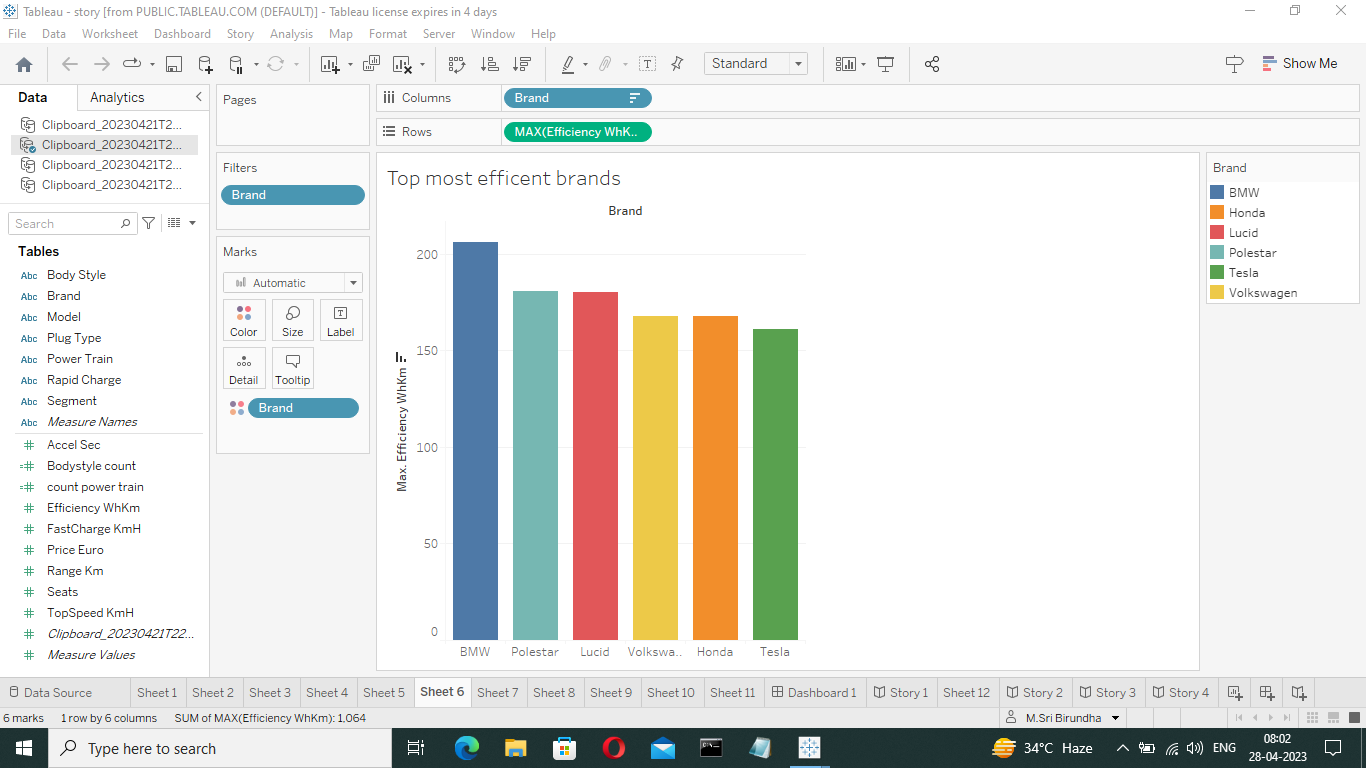 Tableau - story [from PUBLIC.TABLEAU.COM (DEFAULT)] - Tableau license expires in 4 days
File Data Worksheet Dashboard Story Analysis Map Format Server Window Help
Standard
Show Me
Data
Analytics
Clipboard_20230421T2...
Clipboard_20230421T2...
Clipboard_20230421T2...
Clipboard_20230421T2...
Search
Tables
Abc Body Style
Abc Brand
Abc Model
Abc Plug Type
Abc Power Train
Abc Rapid Charge
Abc Segment
Abc Measure Names
# Accel Sec
=# Bodystyle count
=# count power train
# Efficiency WhKm
# FastCharge KmH
# Price Euro
# Range Km
# Seats
# TopSpeed KmH
# Clipboard_20230421T22...
# Measure Values
Pages
Filters
Brand
Marks
Automatic
Color Size Label
Detail Tooltip
Brand
Columns Brand
Rows MAX(Efficiency WhK..
Top most efficent brands
Brand
Max. Efficiency WhKm
200
150
100
50
0
BMW Polestar Lucid Volkswa.. Honda Tesla
Brand
BMW
Honda
Lucid
Polestar
Tesla
Volkswagen
Data Source Sheet 1 Sheet 2 Sheet 3 Sheet 4 Sheet 5 Sheet 6 Sheet 7 Sheet 8 Sheet 9 Sheet 10 Sheet 11 Dashboard 1 Story 1 Sheet 12 Story 2 Story 3 Story 4
6 marks 1 row by 6 columns SUM of MAX(Efficiency WhKm): 1,064
M.Sri Birundha
Type here to search
34°C Haze
ENG
08:02
28-04-2023